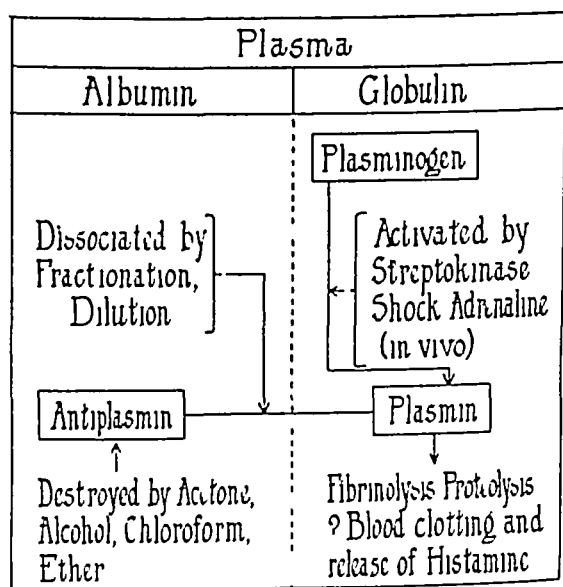 Plasma
Albumin
Globulin
Plasminogen
Dissociated by
Fractionation,
Dilution
Activated by
Streptokinase
Shock Adrenaline
(in vivo)
Antiplasmin
Plasmin
Destroyed by Acetone,
Alcohol, Chloroform,
Ether
Fibrinolysis Proteolysis
? Blood clotting and
release of Histamine